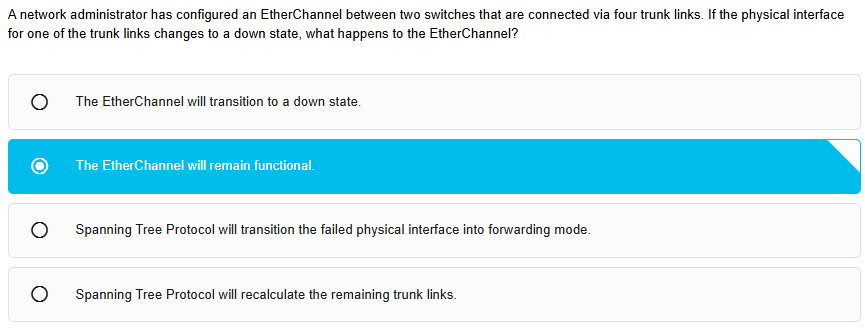 A network administrator has configured an EtherChannel between two switches that are connected via four trunk links. If the physical interface
for one of the trunk links changes to a down state, what happens to the EtherChannel?
The EtherChannel will transition to a down state.
The EtherChannel will remain functional.
Spanning Tree Protocol will transition the failed physical interface into forwarding mode.
Spanning Tree Protocol will recalculate the remaining trunk links.